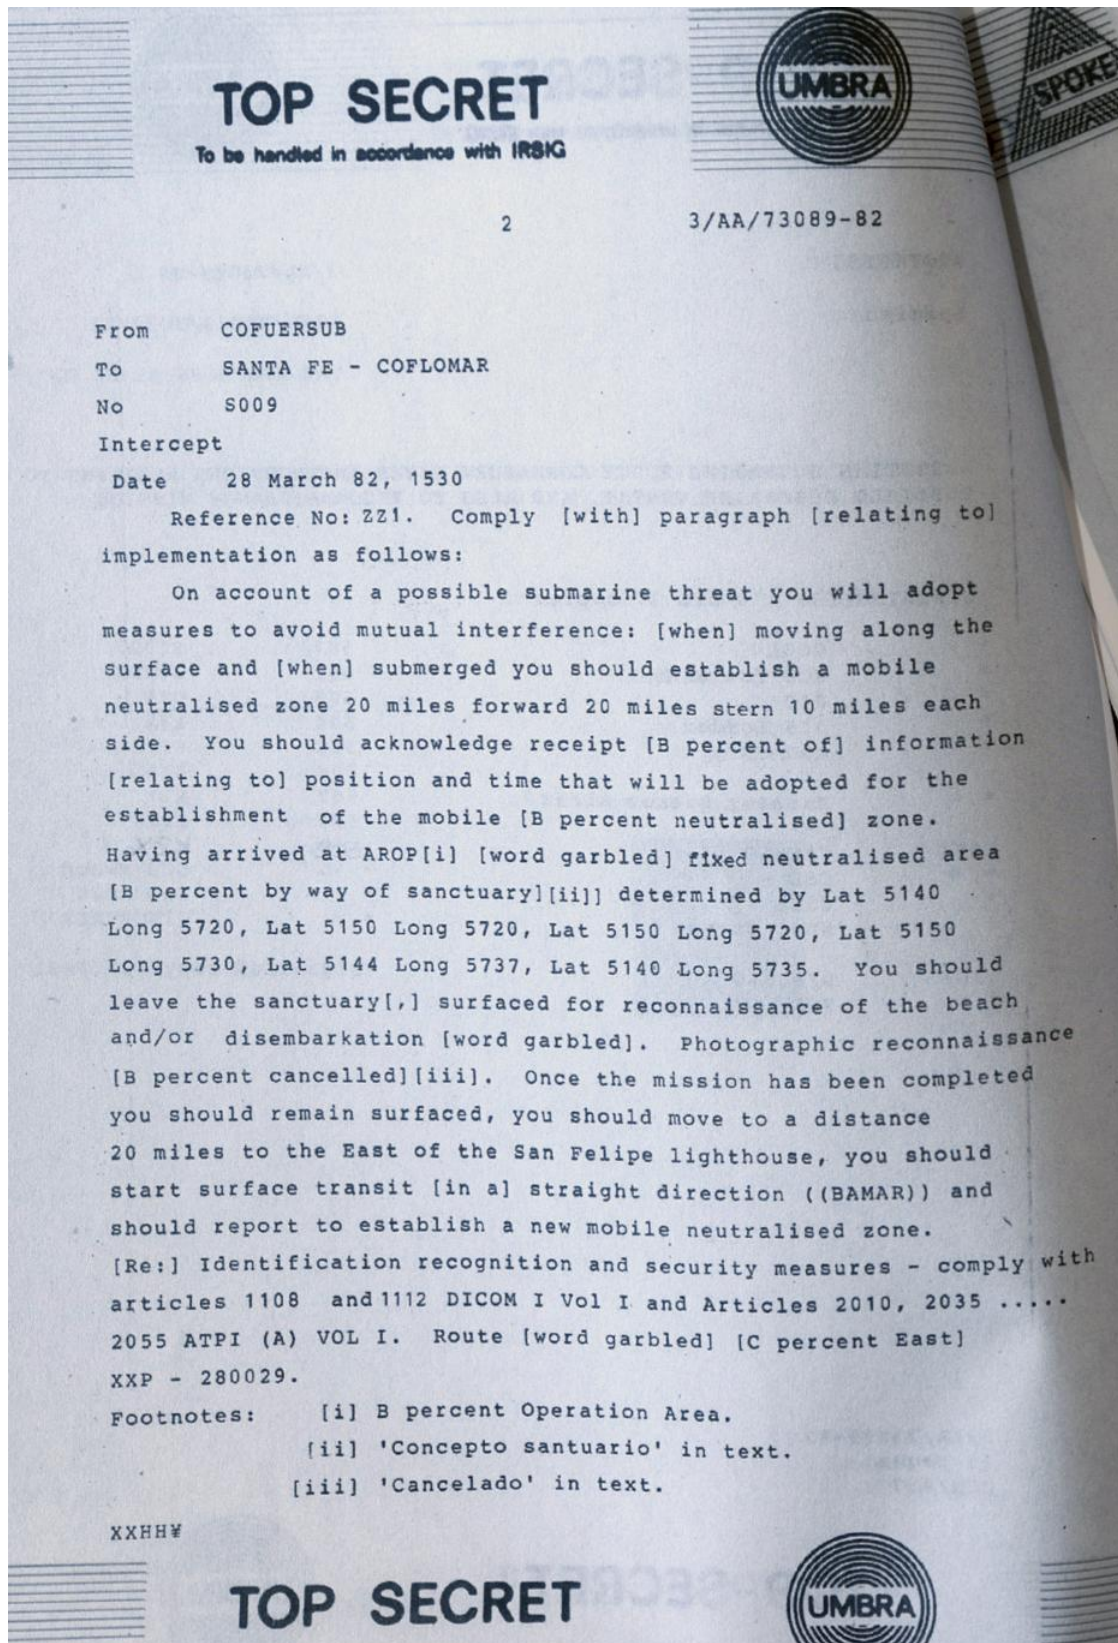 TOP SECRET
UMBRA
SPOKE
To be handled in accordance with IRSIG
2 3/AA/73089-82
From COFUERSUB
To SANTA FE - COFLOMAR
No S009
Intercept
Date 28 March 82, 1530
Reference No: ZZ1. Comply [with] paragraph [relating to]
implementation as follows:
On account of a possible submarine threat you will adopt
measures to avoid mutual interference: [when] moving along the
surface and [when] submerged you should establish a mobile
neutralised zone 20 miles forward 20 miles stern 10 miles each
side. You should acknowledge receipt [B percent of] information
[relating to] position and time that will be adopted for the
establishment of the mobile [B percent neutralised] zone.
Having arrived at AROP[i] [word garbled] fixed neutralised area
[B percent by way of sanctuary][ii]] determined by Lat 5140
Long 5720, Lat 5150 Long 5720, Lat 5150 Long 5720, Lat 5150
Long 5730, Lat 5144 Long 5737, Lat 5140 Long 5735. You should
leave the sanctuary[,] surfaced for reconnaissance of the beach
and/or disembarkation [word garbled]. Photographic reconnaissance
[B percent cancelled][iii]. Once the mission has been completed
you should remain surfaced, you should move to a distance
20 miles to the East of the San Felipe lighthouse, you should
start surface transit [in a] straight direction ((BAMAR)) and
should report to establish a new mobile neutralised zone.
[Re:] Identification recognition and security measures - comply with
articles 1108 and 1112 DICOM I Vol I and Articles 2010, 2035 .....
2055 ATPI (A) VOL I. Route [word garbled] [C percent East]
XXP - 280029.
Footnotes: [i] B percent Operation Area.
[ii] 'Concepto santuario' in text.
[iii] 'Cancelado' in text.
XXHH¥
TOP SECRET
UMBRA